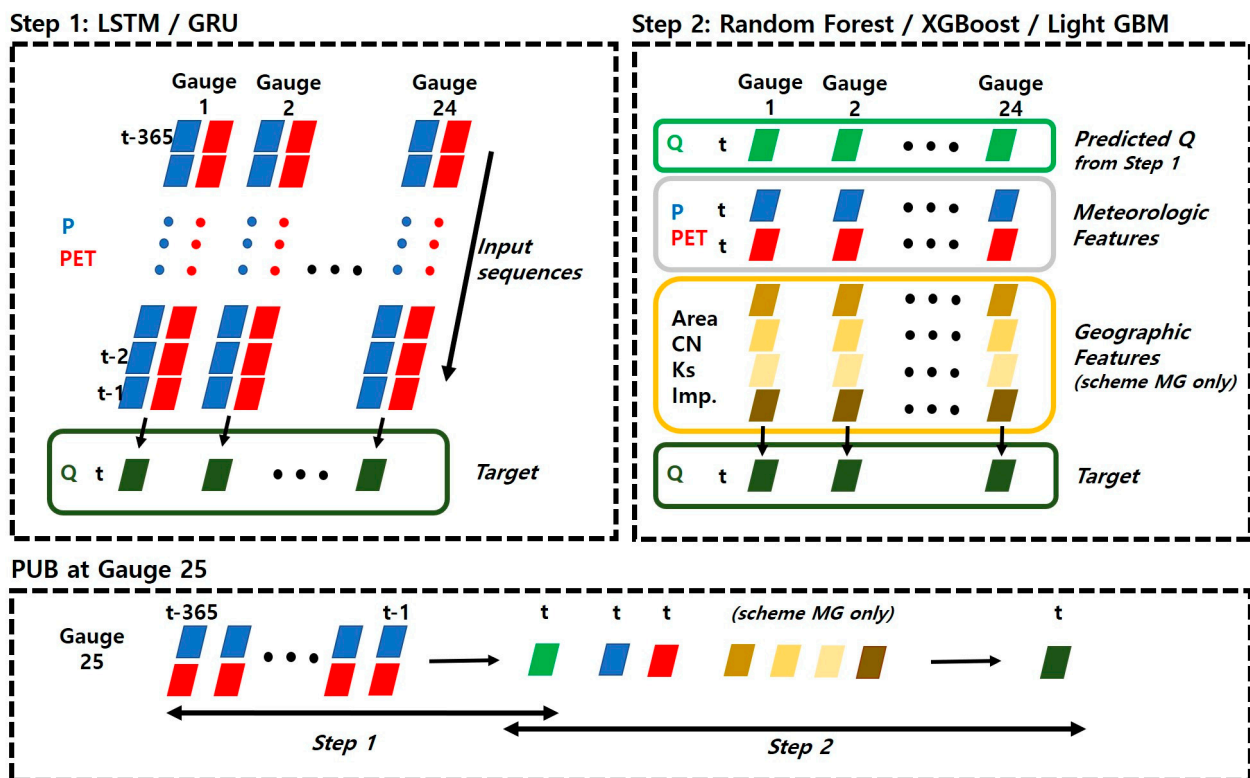 Step 1: LSTM / GRU
Gauge 1
Gauge 2
Gauge 24
t-365
P
PET
Input
sequences
t-2
t-1
Q t
Target
Step 2: Random Forest / XGBoost / Light GBM
Gauge 1
Gauge 2
Gauge 24
Q t
Predicted Q
from Step 1
P t
PET t
Meteorologic
Features
Area
CN
Ks
Imp.
Geographic
Features
(scheme MG only)
Q t
Target
PUB at Gauge 25
Gauge
25
t-365 t-1 t t t (scheme MG only) t
Step 1
Step 2